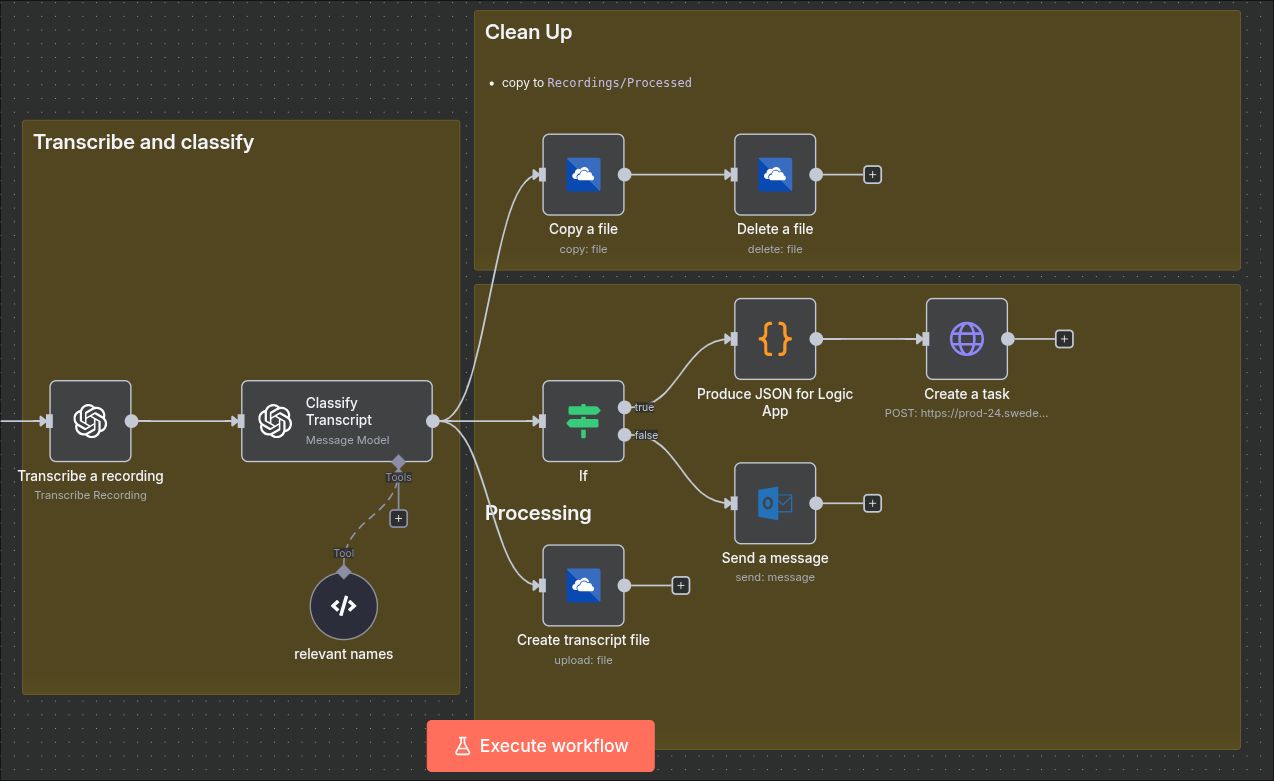 Clean Up
• copy to Recordings/Processed
Transcribe and classify
Copy a file
copy: file
Delete a file
delete: file
Classify
Transcript
Message Model
Transcribe a recording
Transcribe Recording
Tools
+
Tool
relevant names
true
false
If
Produce JSON for Logic
App
Create a task
POST: https://prod-24.swede...
Processing
Send a message
send: message
Create transcript file
upload: file
Execute workflow